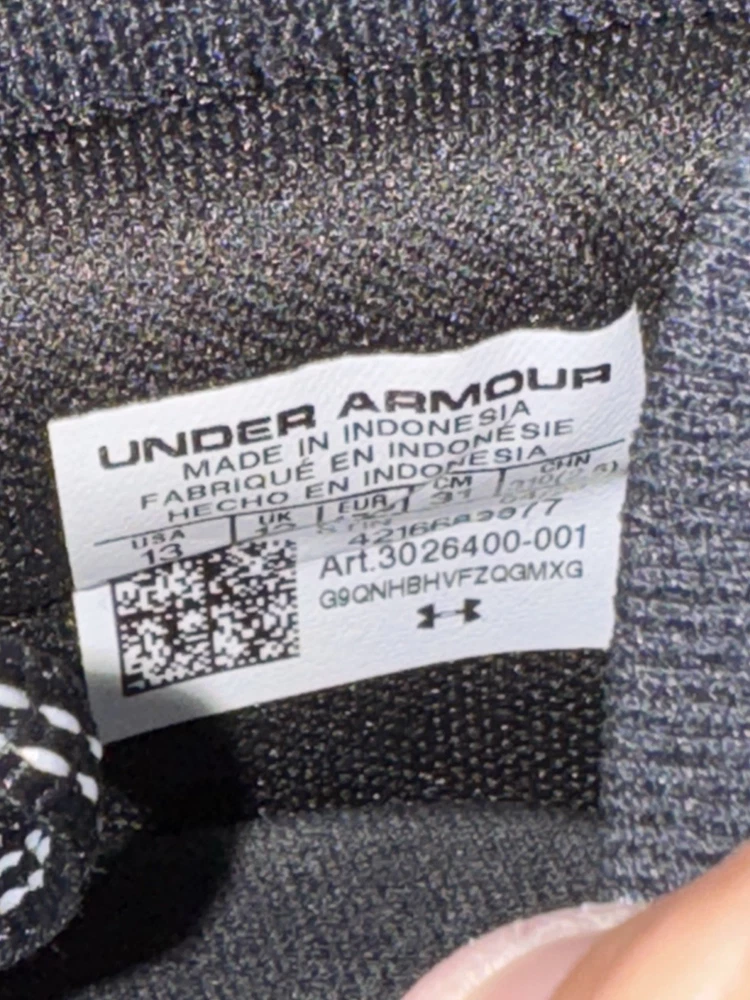 UNDER ARMOUR
MADE IN INDONESIA
FABRIQUÉ EN INDONÉSIE
HECHO EN INDONESIA
USA UK EUR CM CHN
13 31
Art.3026400-001
G9QNHBHVFZQGMXG